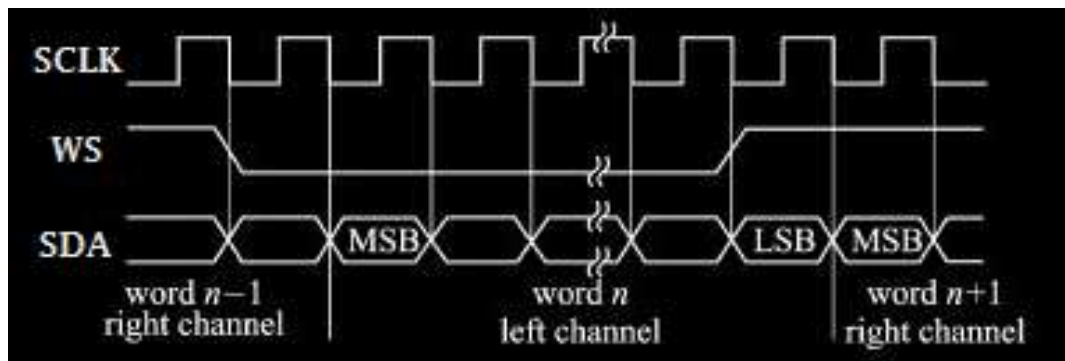 SCLK
WS
SDA
MSB
LSB
MSB
word n−1
right channel
word n
left channel
word n+1
right channel